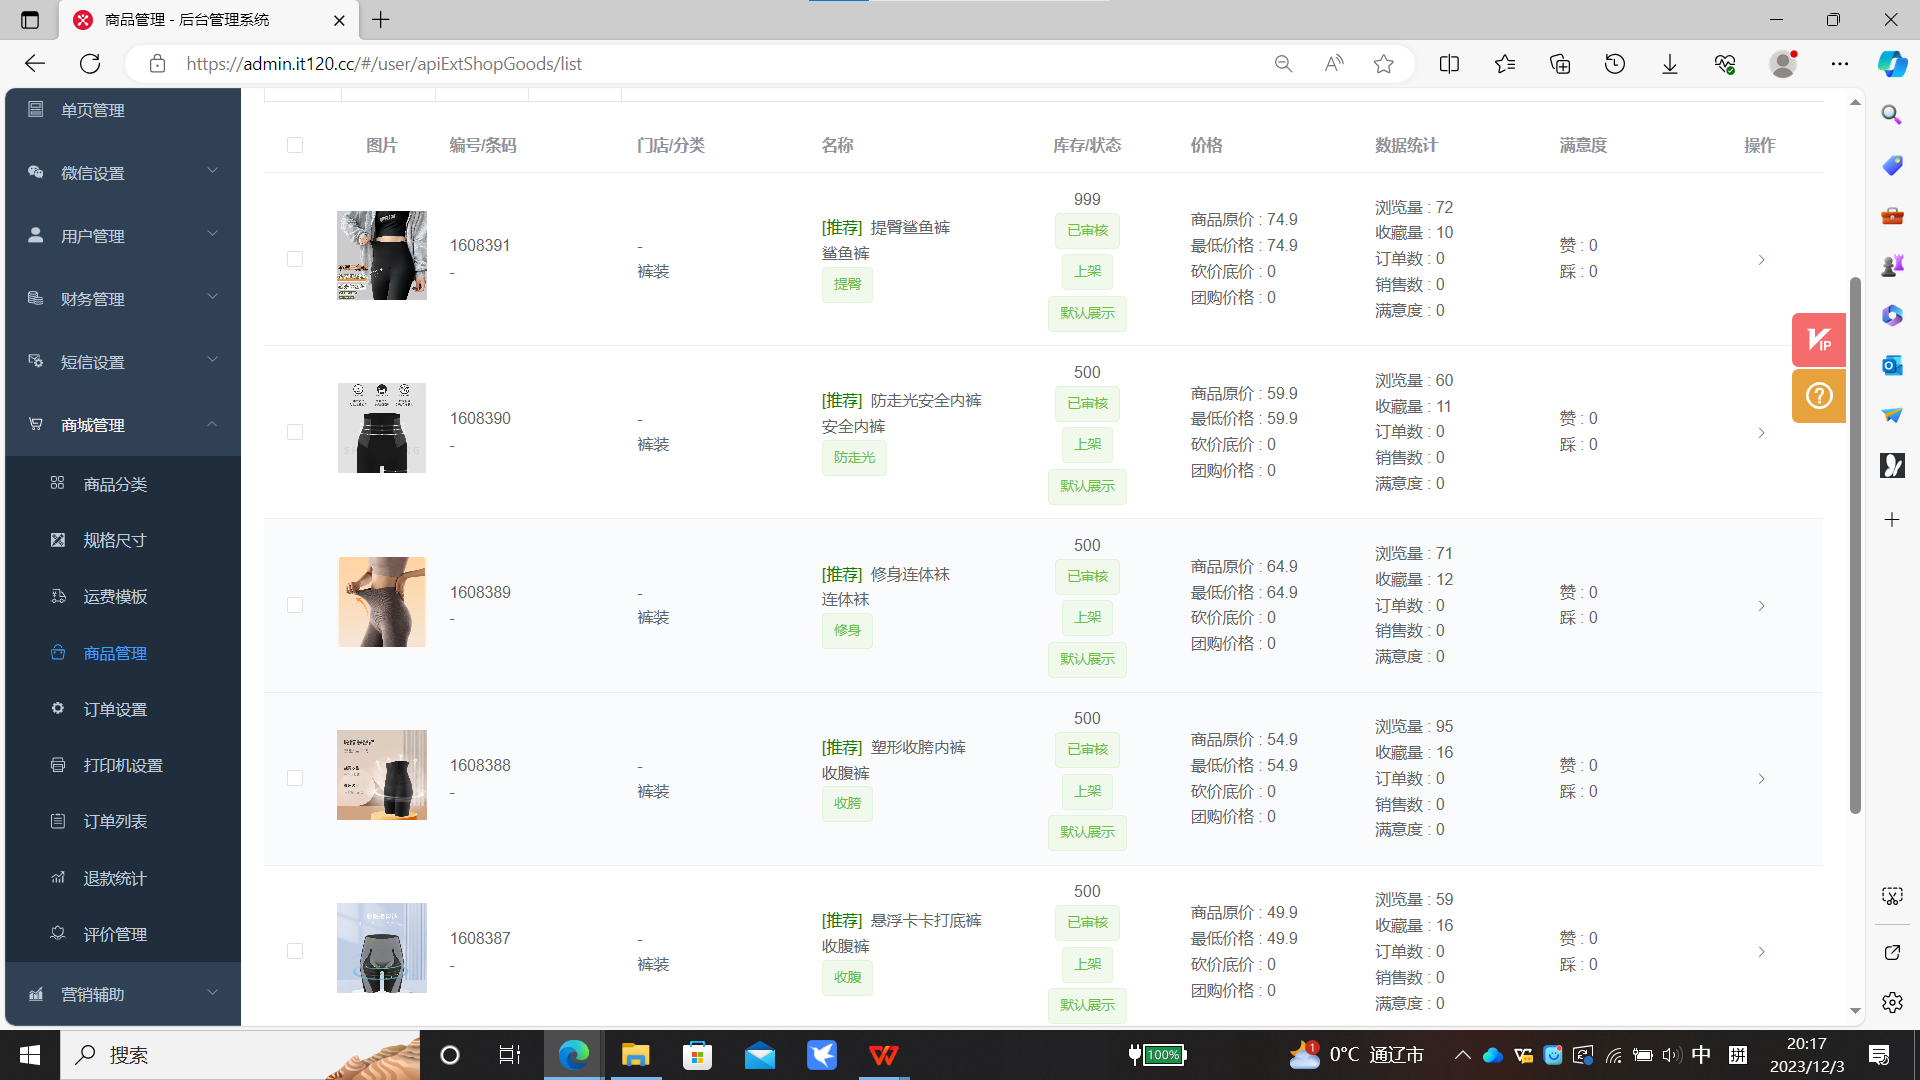 商品管理 - 后台管理系统
https://admin.it120.cc/#/user/apiExtShopGoods/list
单页管理
微信设置
用户管理
财务管理
短信设置
商城管理
商品分类
规格尺寸
运费模板
商品管理
订单设置
打印机设置
订单列表
退款统计
评价管理
营销辅助
图片 编号/条码 门店/分类 名称 库存/状态 价格 数据统计 满意度 操作
1608391
-
-
裤装
[推荐] 提臀鲨鱼裤
鲨鱼裤
提臀
999
已审核
上架
默认展示
商品原价 : 74.9
最低价格 : 74.9
砍价底价 : 0
团购价格 : 0
浏览量 : 72
收藏量 : 10
订单数 : 0
销售数 : 0
满意度 : 0
赞 : 0
踩 : 0
1608390
-
-
裤装
[推荐] 防走光安全内裤
安全内裤
防走光
500
已审核
上架
默认展示
商品原价 : 59.9
最低价格 : 59.9
砍价底价 : 0
团购价格 : 0
浏览量 : 60
收藏量 : 11
订单数 : 0
销售数 : 0
满意度 : 0
赞 : 0
踩 : 0
1608389
-
-
裤装
[推荐] 修身连体袜
连体袜
修身
500
已审核
上架
默认展示
商品原价 : 64.9
最低价格 : 64.9
砍价底价 : 0
团购价格 : 0
浏览量 : 71
收藏量 : 12
订单数 : 0
销售数 : 0
满意度 : 0
赞 : 0
踩 : 0
1608388
-
-
裤装
[推荐] 塑形收胯内裤
收腹裤
收胯
500
已审核
上架
默认展示
商品原价 : 54.9
最低价格 : 54.9
砍价底价 : 0
团购价格 : 0
浏览量 : 95
收藏量 : 16
订单数 : 0
销售数 : 0
满意度 : 0
赞 : 0
踩 : 0
1608387
-
-
裤装
[推荐] 悬浮卡卡打底裤
收腹裤
收腹
500
已审核
上架
默认展示
商品原价 : 49.9
最低价格 : 49.9
砍价底价 : 0
团购价格 : 0
浏览量 : 59
收藏量 : 16
订单数 : 0
销售数 : 0
满意度 : 0
赞 : 0
踩 : 0
VIP
搜索
100%
1
0°C 通辽市
中
拼
20:17
2023/12/3